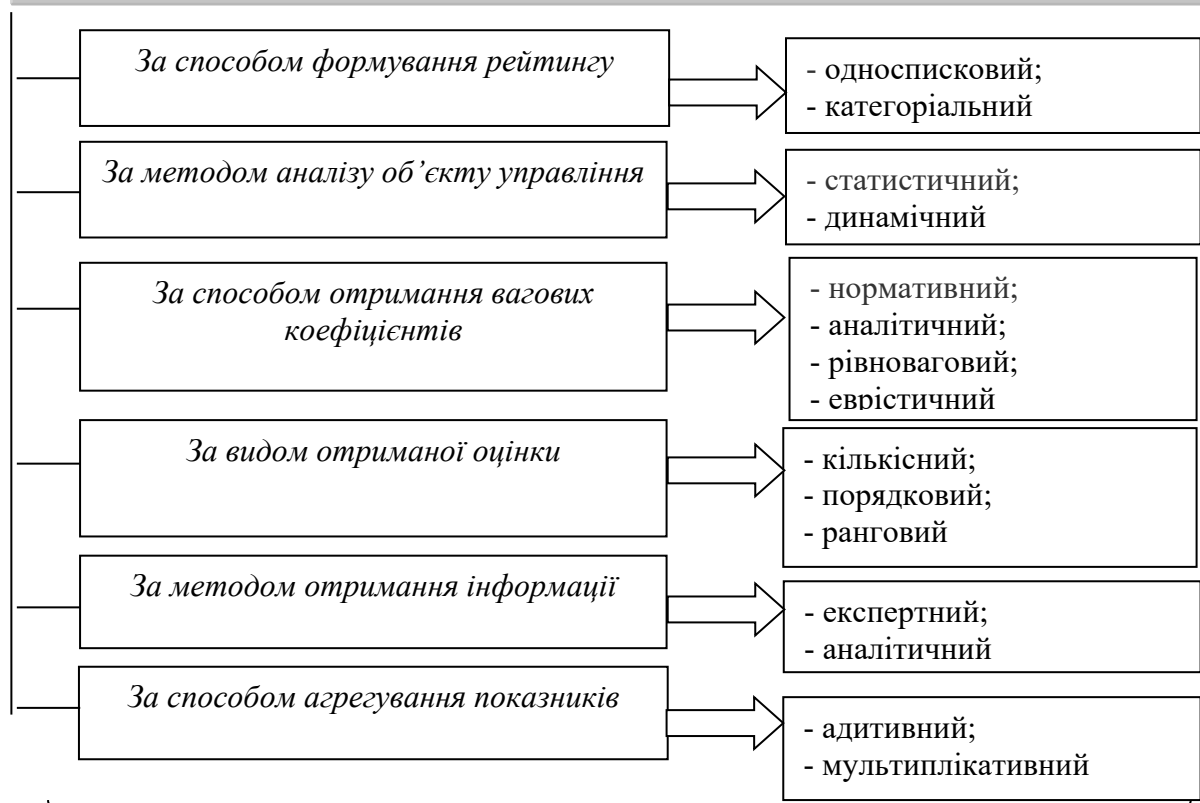 За способом формування рейтингу
- односписковий;
- категоріальний
За методом аналізу об’єкту управління
- статистичний;
- динамічний
За способом отримання вагових
коефіцієнтів
- нормативний;
- аналітичний;
- рівноваговий;
- еврістичний
За видом отриманої оцінки
- кількісний;
- порядковий;
- ранговий
За методом отримання інформації
- експертний;
- аналітичний
За способом агрегування показників
- адитивний;
- мультиплікативний